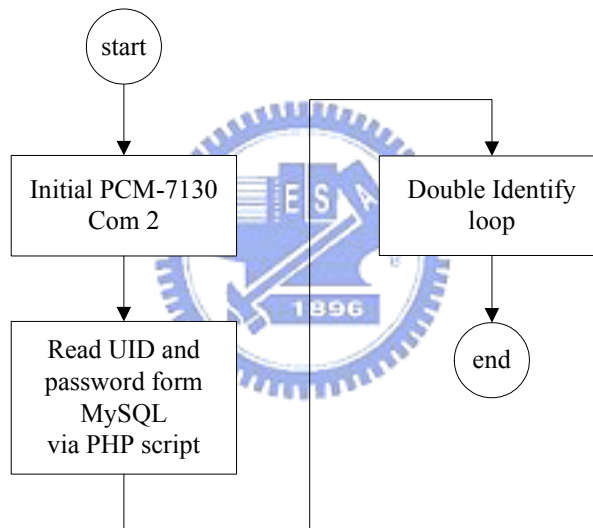 start
Initial PCM-7130
Com 2
Read UID and
password form
MySQL
via PHP script
Double Identify
loop
end
E S A
1896